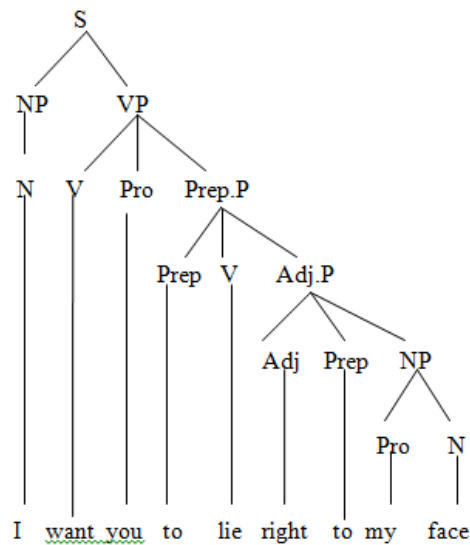 S
NP VP
N V Pro Prep.P
Prep V Adj.P
Adj Prep NP
Pro N
I want you to lie right to my face